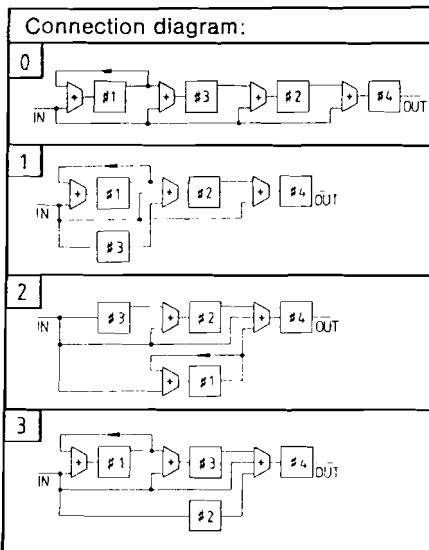 Connection diagram:
0
+ #1 + #3 + #2 + #4
IN OUT
1
+ #1 + #2 + #4
IN OUT
#3
2
#3 + #2 + #4
IN OUT
+ #1
3
+ #1 + #3 + #4
IN OUT
#2